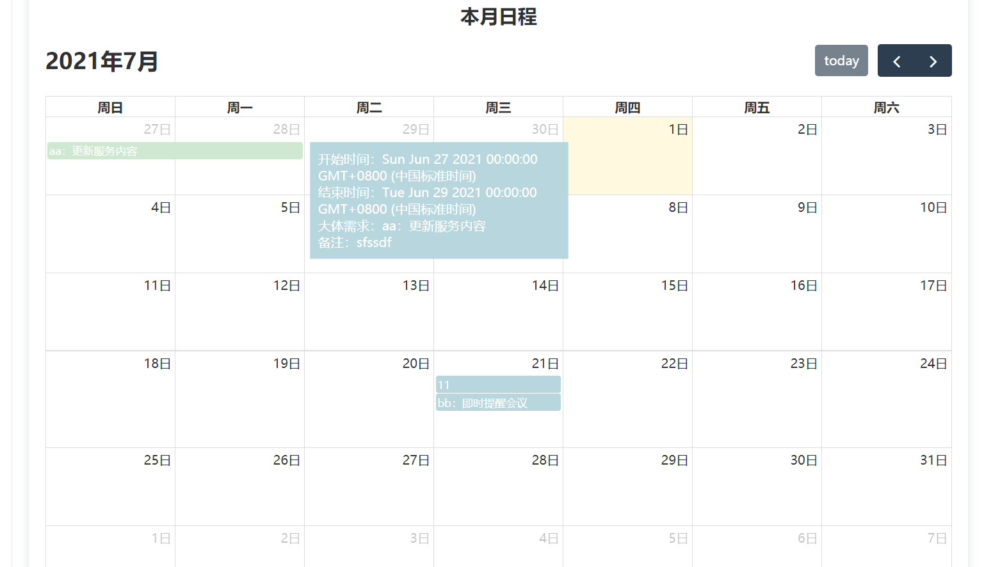 本月日程
2021年7月
today
周日 周一 周二 周三 周四 周五 周六
27日 28日 29日 30日 1日 2日 3日
aa：更新服务内容
开始时间：Sun Jun 27 2021 00:00:00
GMT+0800 (中国标准时间)
结束时间：Tue Jun 29 2021 00:00:00
GMT+0800 (中国标准时间)
大体需求：aa：更新服务内容
备注：sfssdf
4日 5日 8日 9日 10日
11日 12日 13日 14日 15日 16日 17日
18日 19日 20日 21日 22日 23日 24日
11
bb：即时提醒会议
25日 26日 27日 28日 29日 30日 31日
1日 2日 3日 4日 5日 6日 7日